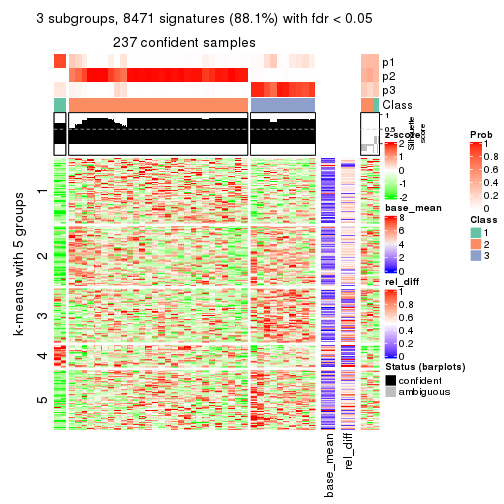 3 subgroups, 8471 signatures (88.1%) with fdr < 0.05
237 confident samples
p1
p2
p3
Class
1
0.5
0
Silhouette
score
k-means with 5 groups
1
2
3
4
5
base_mean
rel_diff
z-score
2
1
0
-1
-2
base_mean
8
6
4
2
0
rel_diff
1
0.8
0.6
0.4
0.2
0
Status (barplots)
confident
ambiguous
Prob
1
0.8
0.6
0.4
0.2
0
Class
1
2
3